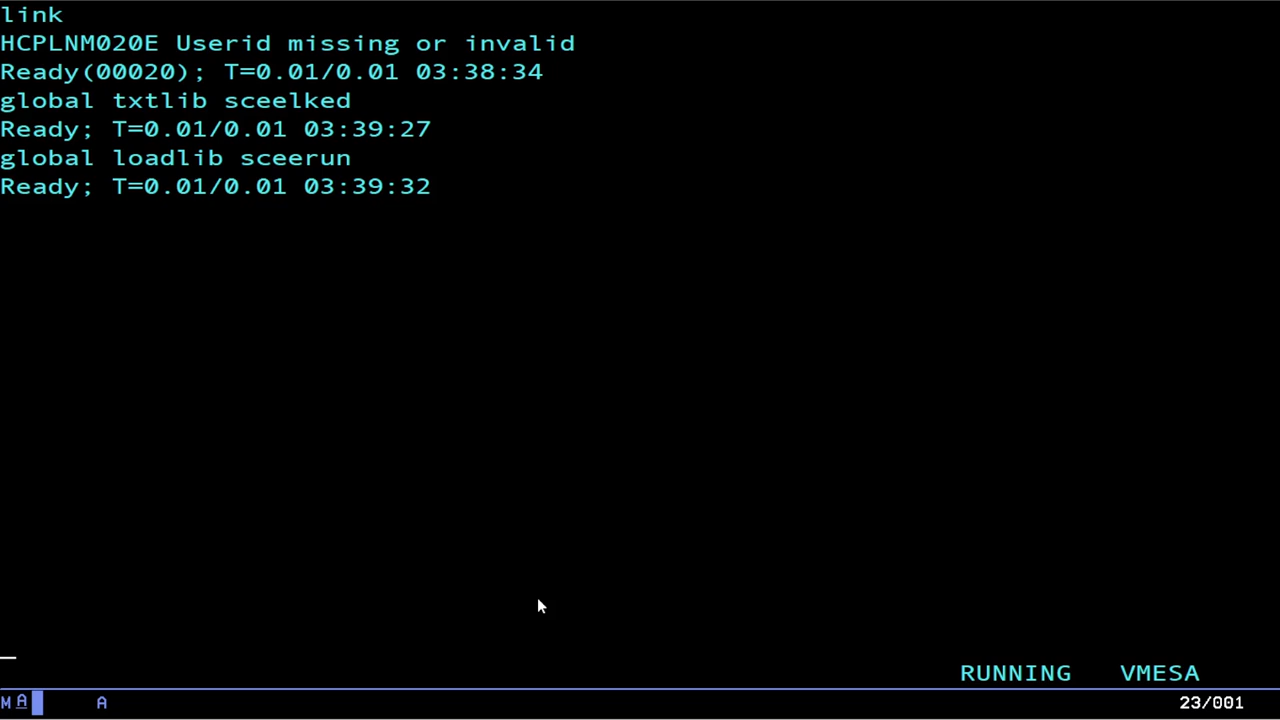 link
HCPLNM020E Userid missing or invalid
Ready(00020); T=0.01/0.01 03:38:34
global txtlib sceelked
Ready; T=0.01/0.01 03:39:27
global loadlib sceerun
Ready; T=0.01/0.01 03:39:32
RUNNING VMESA
MA A 23/001